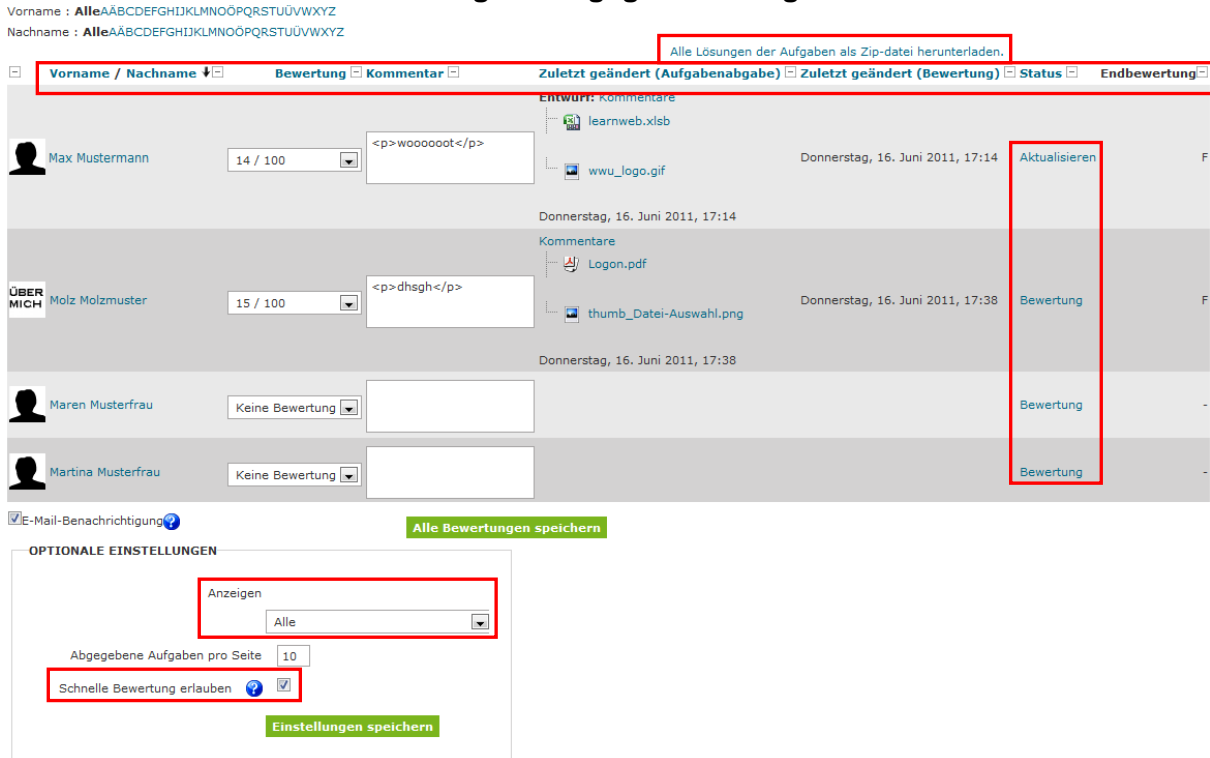 Vorname : AlleAÄBCDEFGHIJKLMNOÖPQRSTUÜVWXYZ
Nachname : AlleAÄBCDEFGHIJKLMNOÖPQRSTUÜVWXYZ
Alle Lösungen der Aufgaben als Zip-datei herunterladen.
Vorname / Nachname Bewertung Kommentar Zuletzt geändert (Aufgabenabgabe) Zuletzt geändert (Bewertung) Status Endbewertung
Entwurf: Kommentare
learnweb.xlsb
<p>woooooot</p>
Max Mustermann 14 / 100 Donnerstag, 16. Juni 2011, 17:14 Aktualisieren F
wwu_logo.gif
Donnerstag, 16. Juni 2011, 17:14
Kommentare
Logon.pdf
<p>dhsgh</p>
ÜBER MICH Molz Molzmuster 15 / 100 Donnerstag, 16. Juni 2011, 17:38 Bewertung F
thumb_Datei-Auswahl.png
Donnerstag, 16. Juni 2011, 17:38
Maren Musterfrau Keine Bewertung Bewertung -
Martina Musterfrau Keine Bewertung Bewertung -
E-Mail-Benachrichtigung
Alle Bewertungen speichern
OPTIONALE EINSTELLUNGEN
Anzeigen
Alle
Abgegebene Aufgaben pro Seite 10
Schnelle Bewertung erlauben
Einstellungen speichern